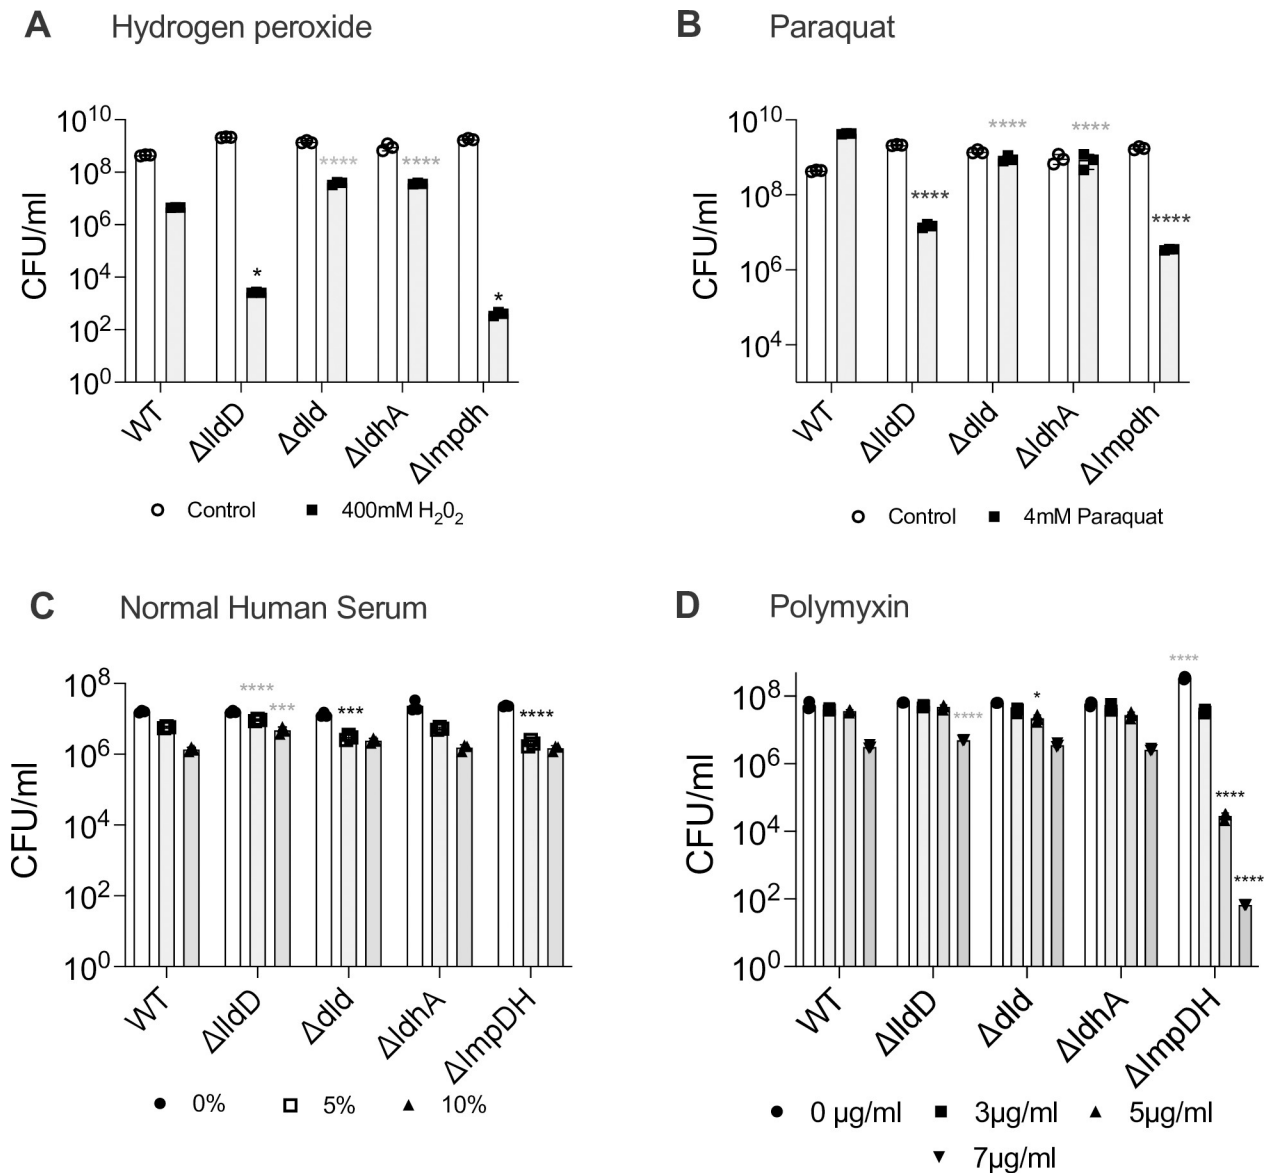 A Hydrogen peroxide
CFU/ml
10^10
10^8
10^6
10^4
10^2
10^0
****
****
*
*
WT
ΔlldD
Δdld
ΔldhA
Δlmpdh
Control
400mM H₂0₂
B Paraquat
CFU/ml
10^10
10^8
10^6
10^4
****
****
****
****
WT
ΔlldD
Δdld
ΔldhA
Δlmpdh
Control
4mM Paraquat
C Normal Human Serum
CFU/ml
10^8
10^6
10^4
10^2
10^0
****
***
***
****
WT
ΔlldD
Δdld
ΔldhA
ΔlmpDH
0%
5%
10%
D Polymyxin
CFU/ml
10^8
10^6
10^4
10^2
10^0
****
*
****
****
****
WT
ΔlldD
Δdld
ΔldhA
ΔlmpDH
0 µg/ml
3µg/ml
5µg/ml
7µg/ml